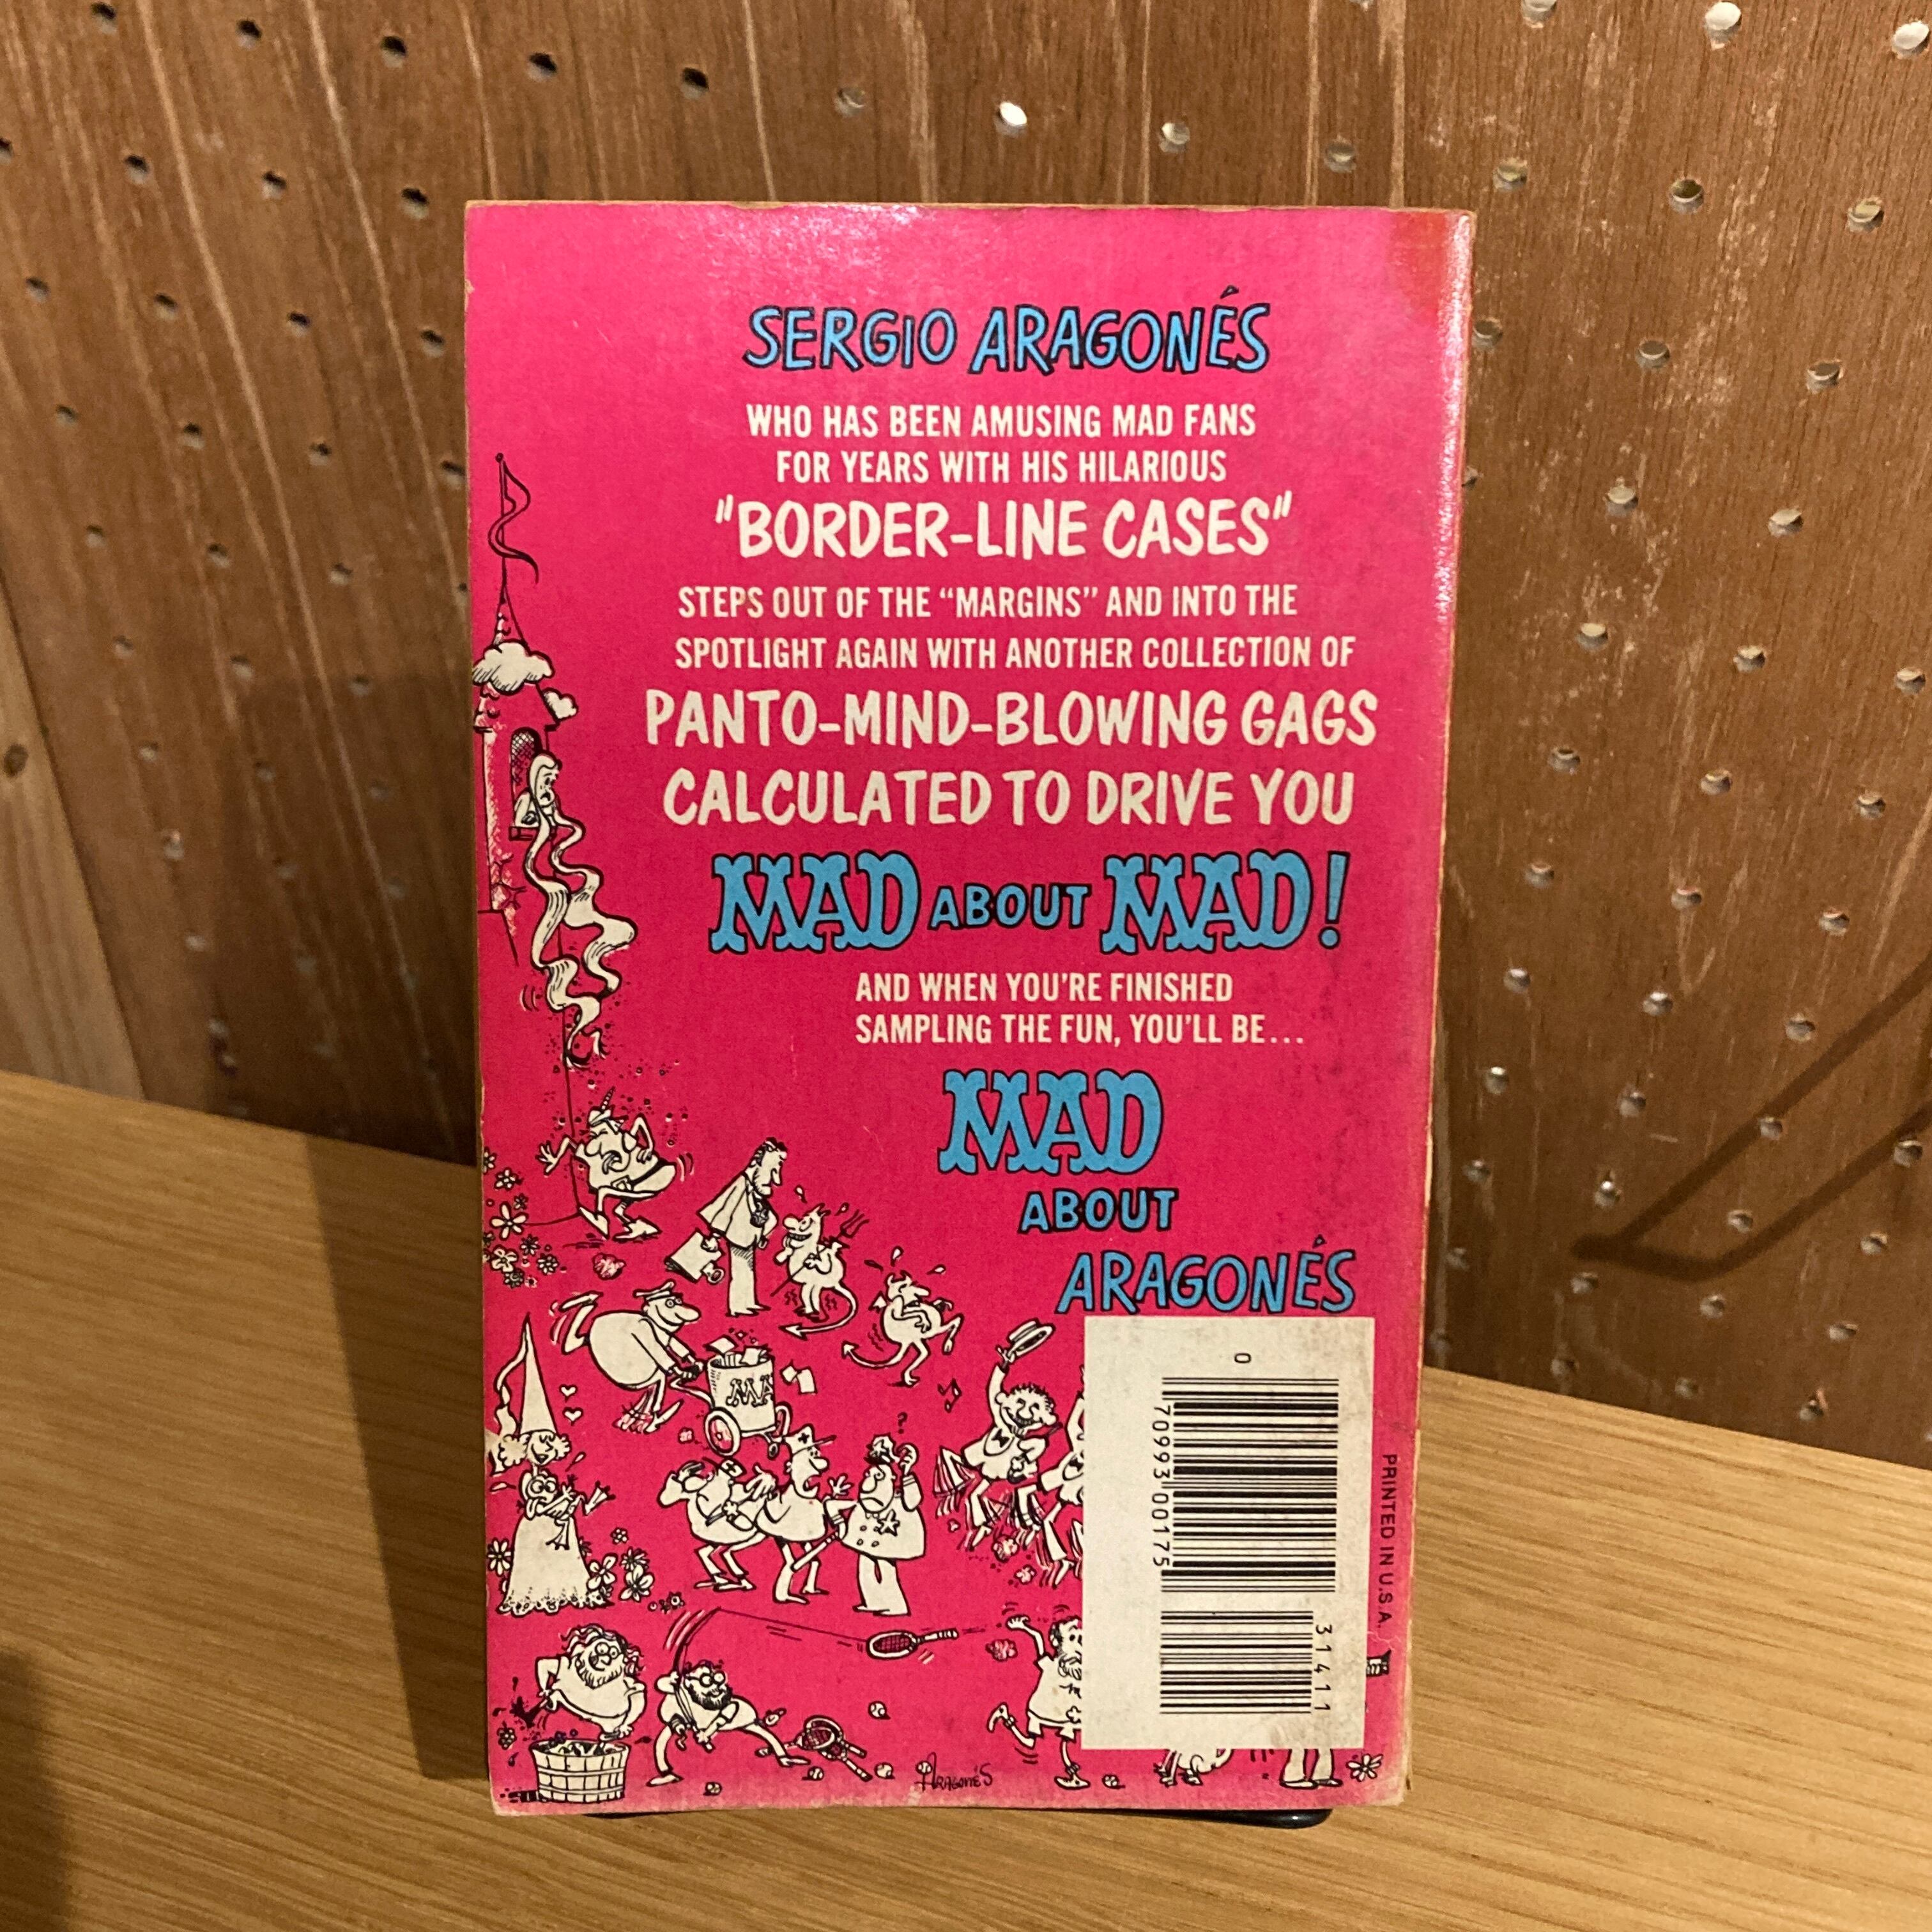 SERGIO ARAGONÉS
WHO HAS BEEN AMUSING MAD FANS
FOR YEARS WITH HIS HILARIOUS
"BORDER-LINE CASES"
STEPS OUT OF THE “MARGINS” AND INTO THE
SPOTLIGHT AGAIN WITH ANOTHER COLLECTION OF
PANTO-MIND-BLOWING GAGS
CALCULATED TO DRIVE YOU
MAD ABOUT MAD!
AND WHEN YOU'RE FINISHED
SAMPLING THE FUN, YOU'LL BE...
MAD
ABOUT
ARAGONÉS
MA
?
0
70993 00175
31411
PRINTED IN U.S.A.
ARAGONÉS